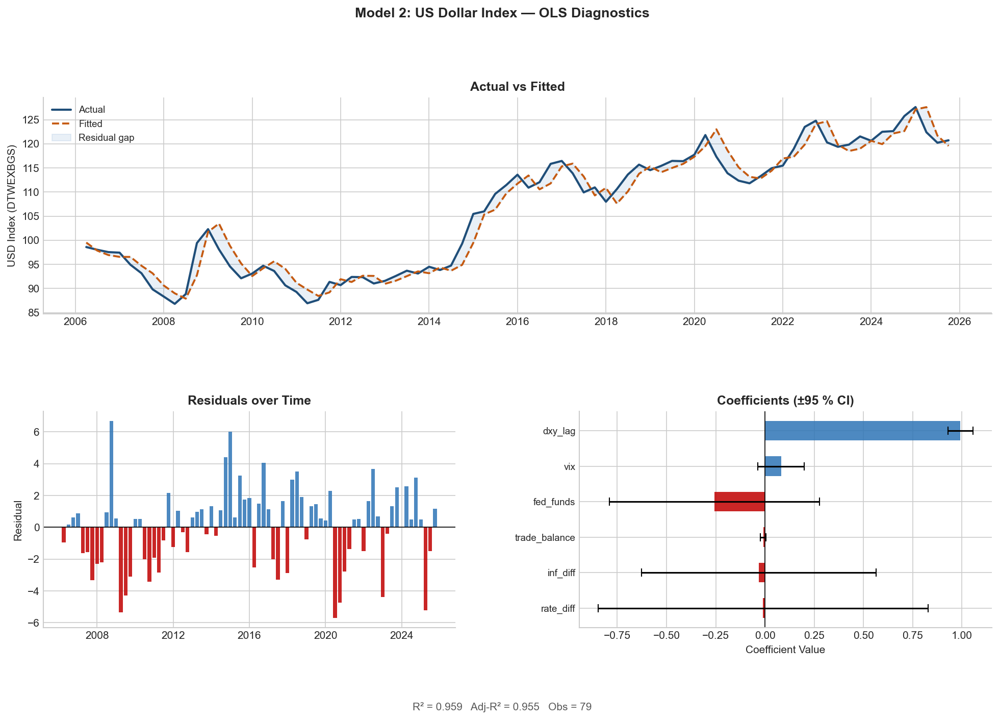 Model 2: US Dollar Index — OLS Diagnostics
Actual vs Fitted
Actual
Fitted
Residual gap
USD Index (DTWEXBGS)
125
120
115
110
105
100
95
90
85
2006 2008 2010 2012 2014 2016 2018 2020 2022 2024 2026
Residuals over Time
Residual
6
4
2
0
−2
−4
−6
2008 2012 2016 2020 2024
Coefficients (±95 % CI)
dxy_lag
vix
fed_funds
trade_balance
inf_diff
rate_diff
−0.75 −0.50 −0.25 0.00 0.25 0.50 0.75 1.00
Coefficient Value
R² = 0.959 Adj-R² = 0.955 Obs = 79